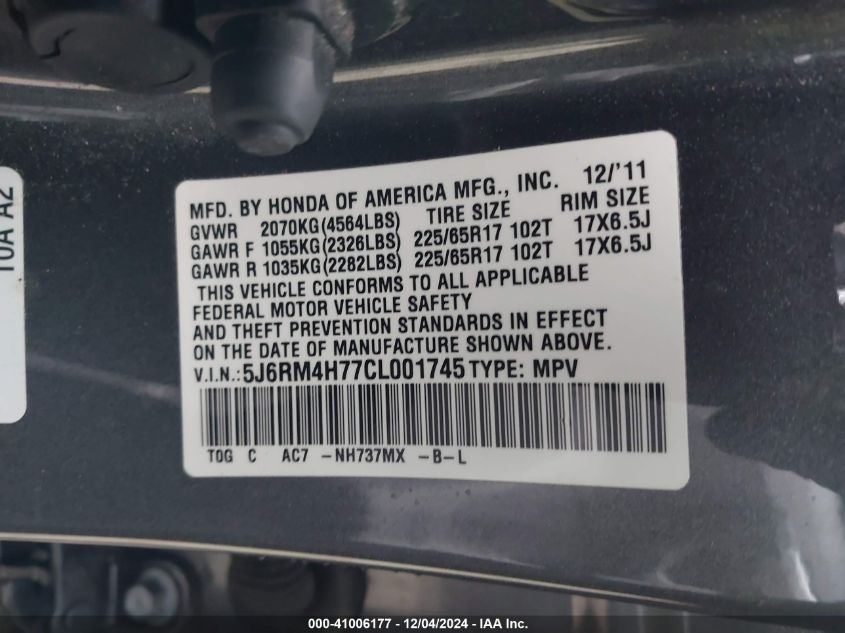 10A A2
MFD. BY HONDA OF AMERICA MFG., INC. 12/'11
GVWR 2070KG(4564LBS) TIRE SIZE RIM SIZE
GAWR F 1055KG(2326LBS) 225/65R17 102T 17X6.5J
GAWR R 1035KG(2282LBS) 225/65R17 102T 17X6.5J
THIS VEHICLE CONFORMS TO ALL APPLICABLE
FEDERAL MOTOR VEHICLE SAFETY
AND THEFT PREVENTION STANDARDS IN EFFECT
ON THE DATE OF MANUFACTURE SHOWN ABOVE.
V.I.N.:5J6RM4H77CL001745 TYPE: MPV
T0G C AC7 -NH737MX -B-L
000-41006177 - 12/04/2024 - IAA Inc.